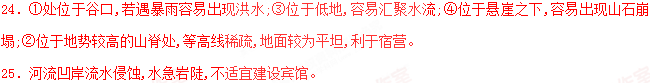 24．①处位于谷口,若遇暴雨容易出现洪水;③位于低地,容易汇聚水流;④位于悬崖之下,容易出现山石崩
塌;②位于地势较高的山脊处,等高线稀疏,地面较为平坦,利于宿营。
25．河流凹岸流水侵蚀,水急岩陡,不适宜建设宾馆。